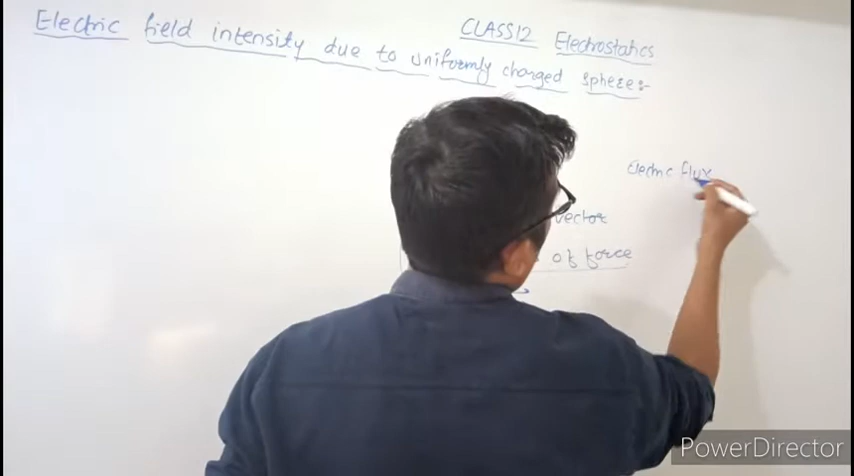 CLASS12 Electrostatics
Electric field intensity due to uniformly charged sphere:-
Electric flux
vector
of force
PowerDirector